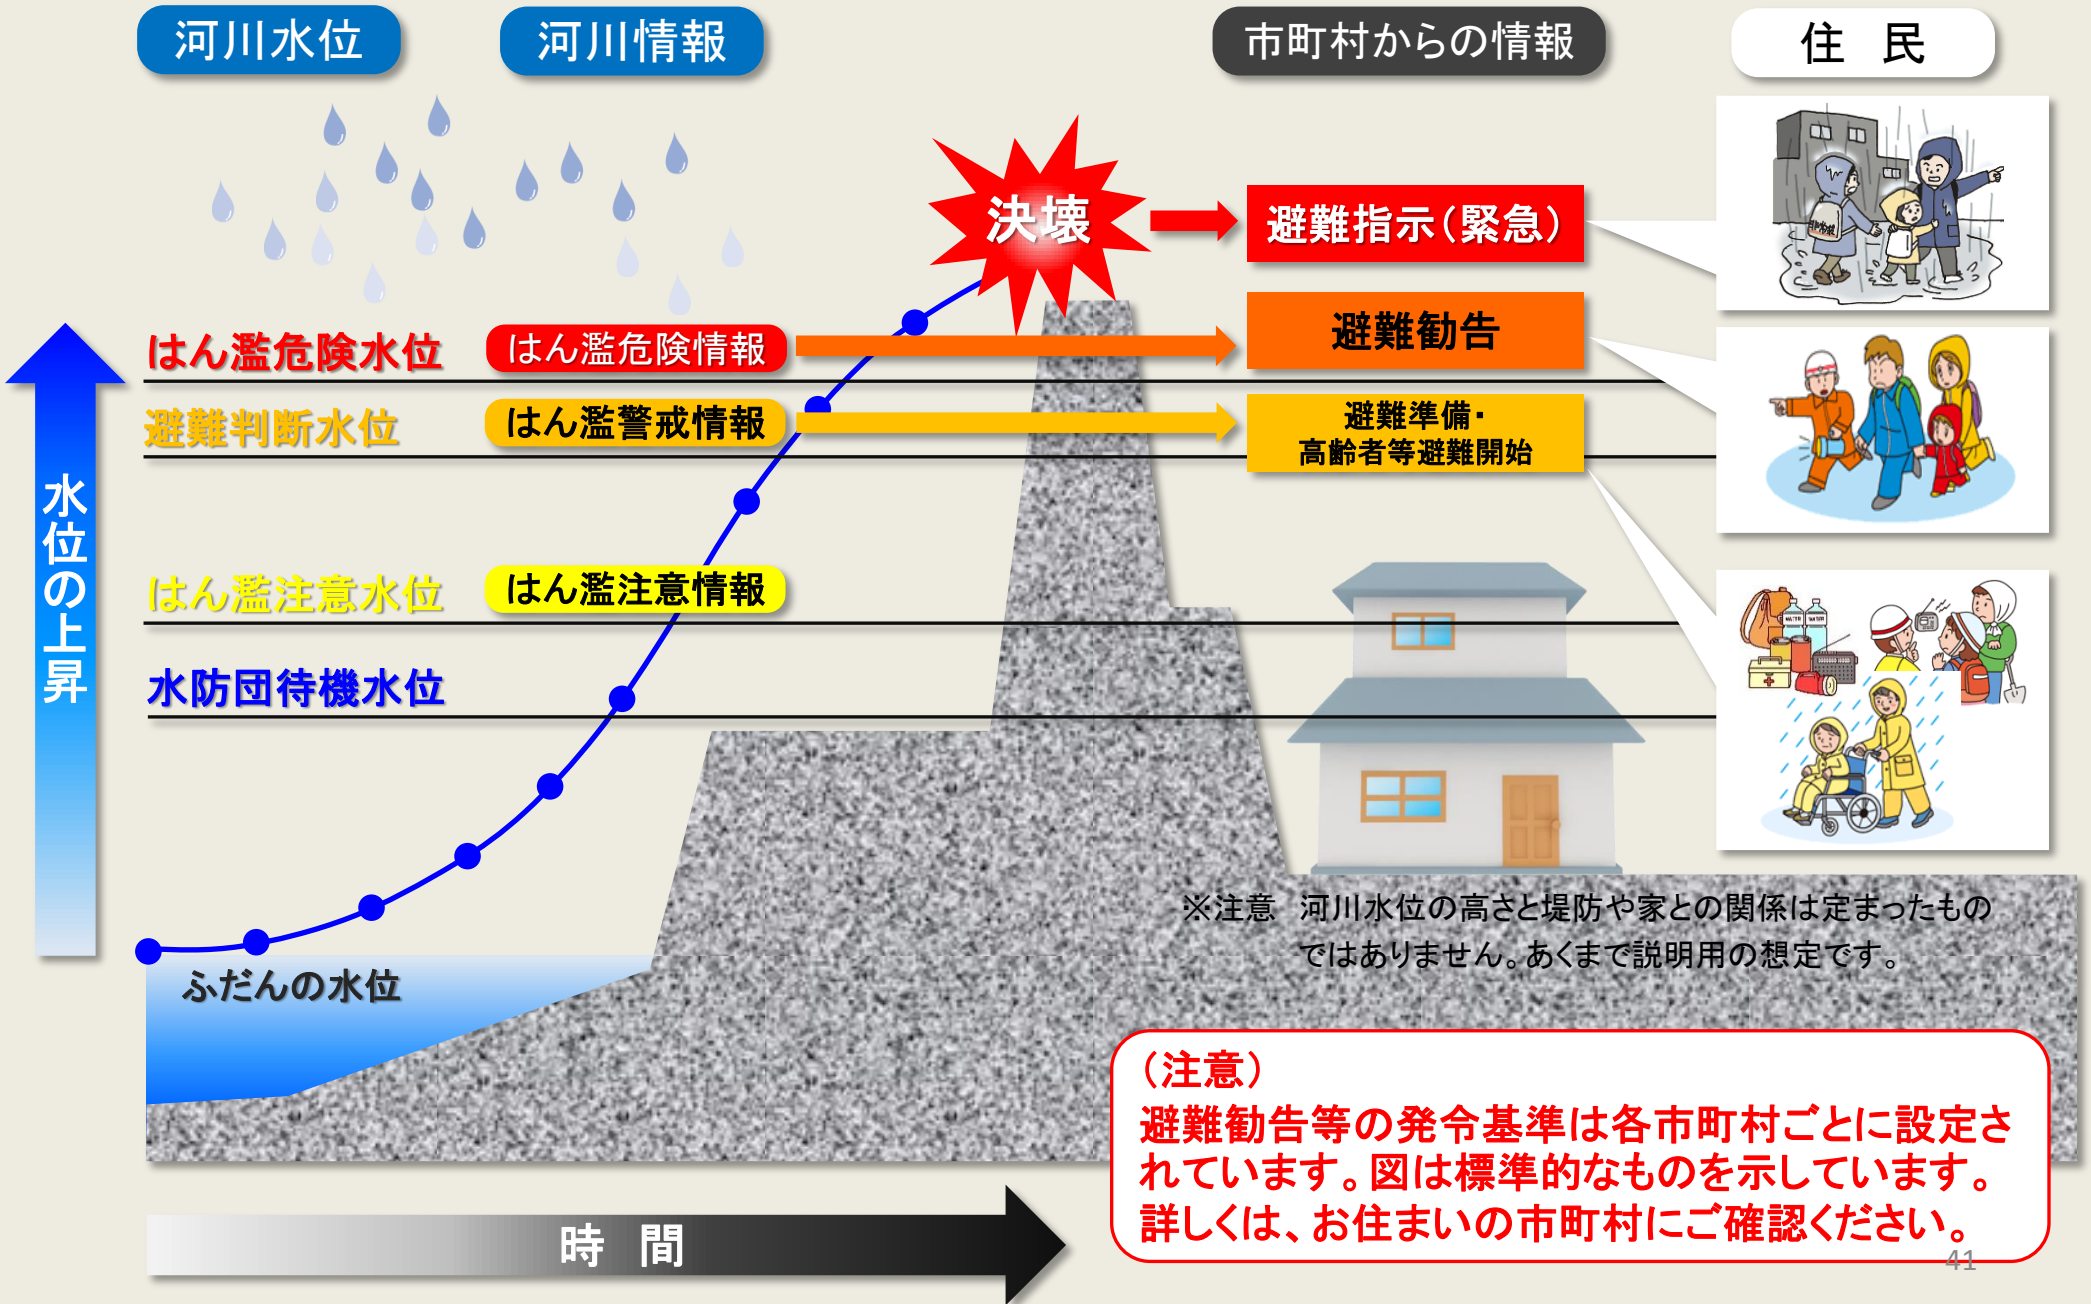 河川水位
河川情報
市町村からの情報
住 民
決壊
避難指示（緊急）
はん濫危険水位
はん濫危険情報
避難勧告
避難判断水位
はん濫警戒情報
避難準備・
高齢者等避難開始
水位の上昇
はん濫注意水位
はん濫注意情報
水防団待機水位
ふだんの水位
※注意 河川水位の高さと堤防や家との関係は定まったもの
ではありません。あくまで説明用の想定です。
（注意）
避難勧告等の発令基準は各市町村ごとに設定さ
れています。図は標準的なものを示しています。
詳しくは、お住まいの市町村にご確認ください。
時 間
41